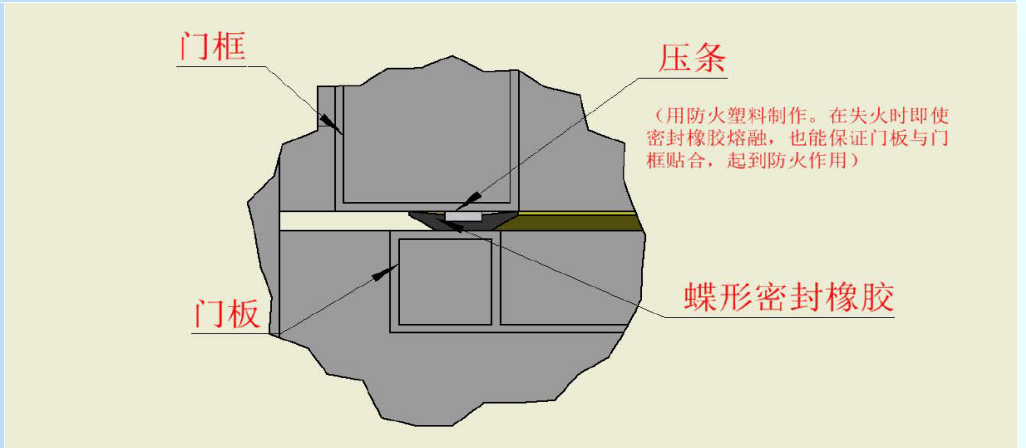 门框
压条
（用防火塑料制作。在失火时即使
密封橡胶熔融，也能保证门板与门
框贴合，起到防火作用）
蝶形密封橡胶
门板